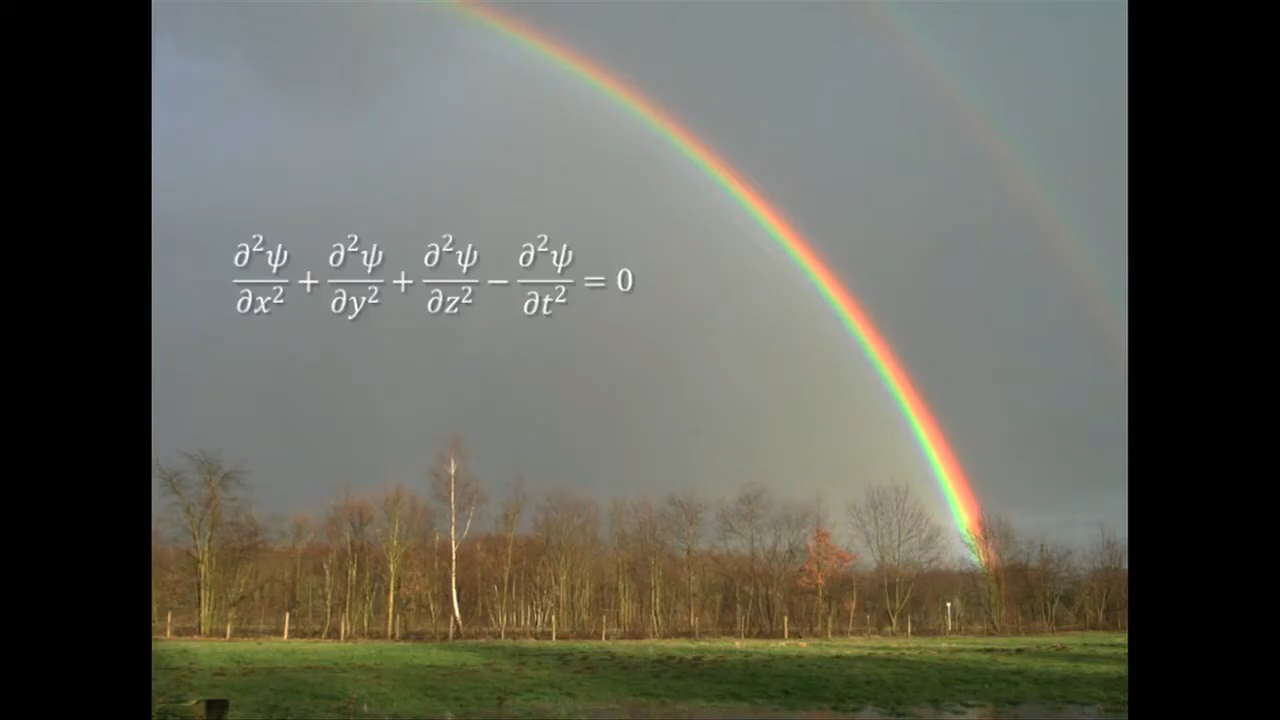 ∂²ψ/∂x² + ∂²ψ/∂y² + ∂²ψ/∂z² − ∂²ψ/∂t² = 0